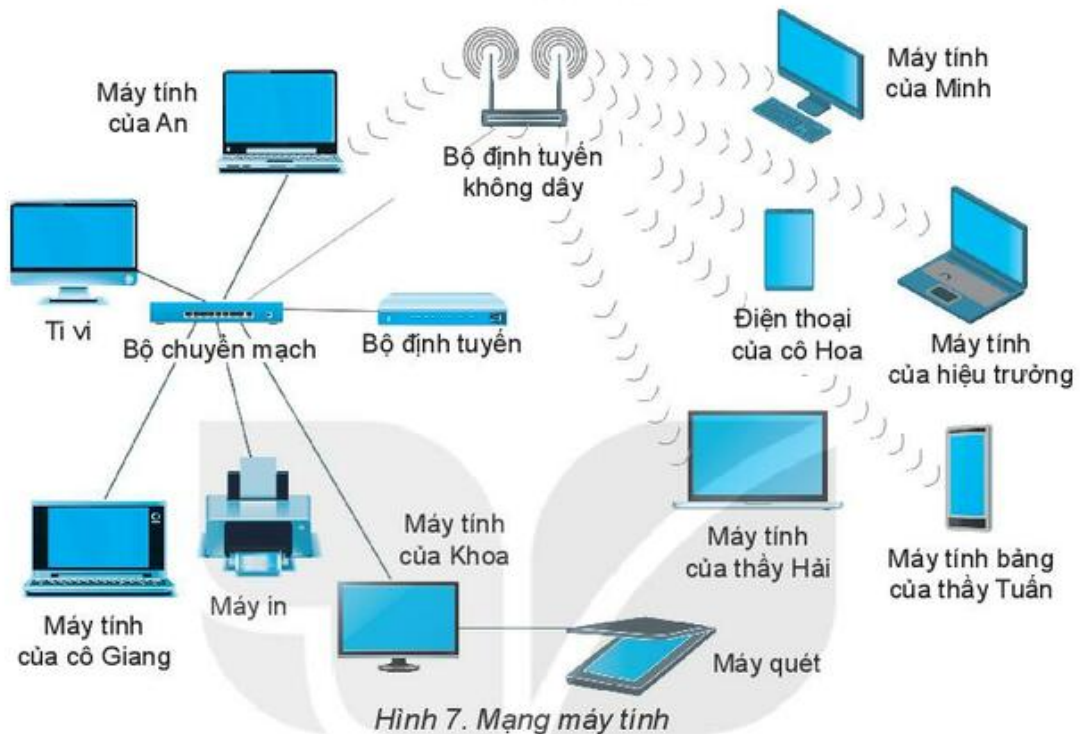 Máy tính
của An
Bộ định tuyến
không dây
Máy tính
của Minh
Ti vi
Bộ chuyển mạch
Bộ định tuyến
Điện thoại
của cô Hoa
Máy tính
của hiệu trưởng
Máy tính
của cô Giang
Máy in
Máy tính
của Khoa
Máy tính
của thầy Hải
Máy tính bảng
của thầy Tuấn
Máy quét
Hình 7. Mạng máy tính